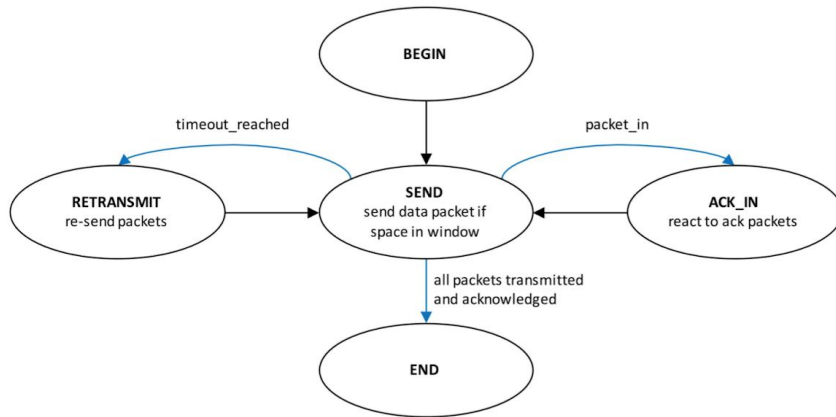 BEGIN
timeout_reached
packet_in
RETRANSMIT
re-send packets
SEND
send data packet if
space in window
ACK_IN
react to ack packets
all packets transmitted
and acknowledged
END